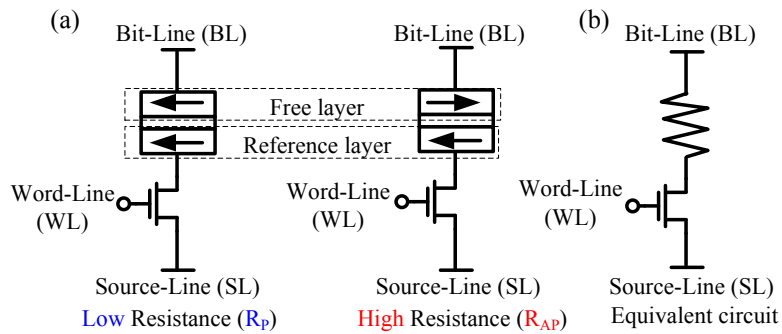 (a)
Bit-Line (BL)
Bit-Line (BL)
(b)
Bit-Line (BL)
Free layer
Reference layer
Word-Line
(WL)
Word-Line
(WL)
Word-Line
(WL)
Source-Line (SL)
Source-Line (SL)
Source-Line (SL)
Low Resistance (RP)
High Resistance (RAP)
Equivalent circuit